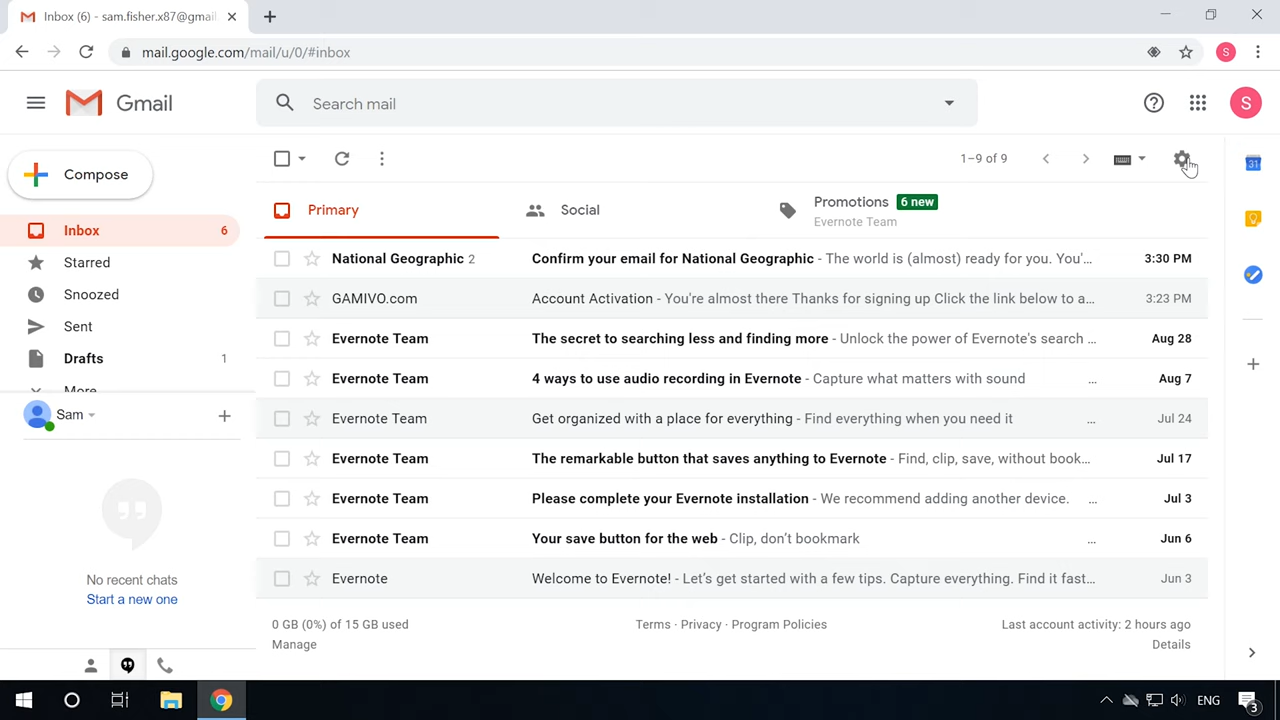 Inbox (6) - sam.fisher.x87@gmail.
mail.google.com/mail/u/0/#inbox
S
Gmail
Search mail
S
Compose
1–9 of 9
31
Primary
Social
Promotions 6 new
Evernote Team
Inbox 6
Starred
Snoozed
Sent
Drafts 1
More
National Geographic 2 Confirm your email for National Geographic - The world is (almost) ready for you. You'… 3:30 PM
GAMIVO.com Account Activation - You're almost there Thanks for signing up Click the link below to a… 3:23 PM
Evernote Team The secret to searching less and finding more - Unlock the power of Evernote's search … Aug 28
Evernote Team 4 ways to use audio recording in Evernote - Capture what matters with sound … Aug 7
Evernote Team Get organized with a place for everything - Find everything when you need it … Jul 24
Evernote Team The remarkable button that saves anything to Evernote - Find, clip, save, without book… Jul 17
Evernote Team Please complete your Evernote installation - We recommend adding another device. … Jul 3
Evernote Team Your save button for the web - Clip, don’t bookmark … Jun 6
Evernote Welcome to Evernote! - Let’s get started with a few tips. Capture everything. Find it fast… Jun 3
Sam
No recent chats
Start a new one
0 GB (0%) of 15 GB used
Manage
Terms · Privacy · Program Policies
Last account activity: 2 hours ago
Details
ENG
3